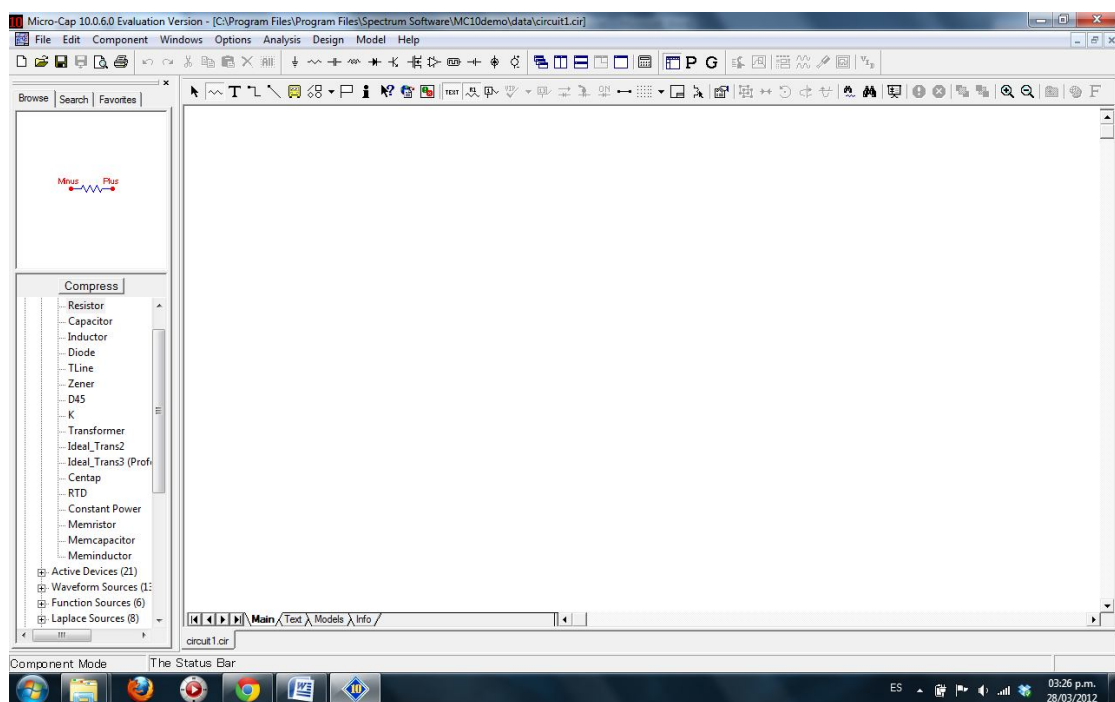 10 Micro-Cap 10.0.6.0 Evaluation Version - [C:\Program Files\Program Files\Spectrum Software\MC10demo\data\circuit1.cir]
File Edit Component Windows Options Analysis Design Model Help
P G
Browse Search Favorites
T TEXT F
Minus Plus
Compress
Resistor
Capacitor
Inductor
Diode
TLine
Zener
D45
K
Transformer
Ideal_Trans2
Ideal_Trans3 (Prof
Centap
RTD
Constant Power
Memristor
Memcapacitor
Meminductor
Active Devices (21)
Waveform Sources (1
Function Sources (6)
Laplace Sources (8)
Main Text Models Info
circuit1.cir
Component Mode The Status Bar
10 ES 03:26 p.m.
28/03/2012